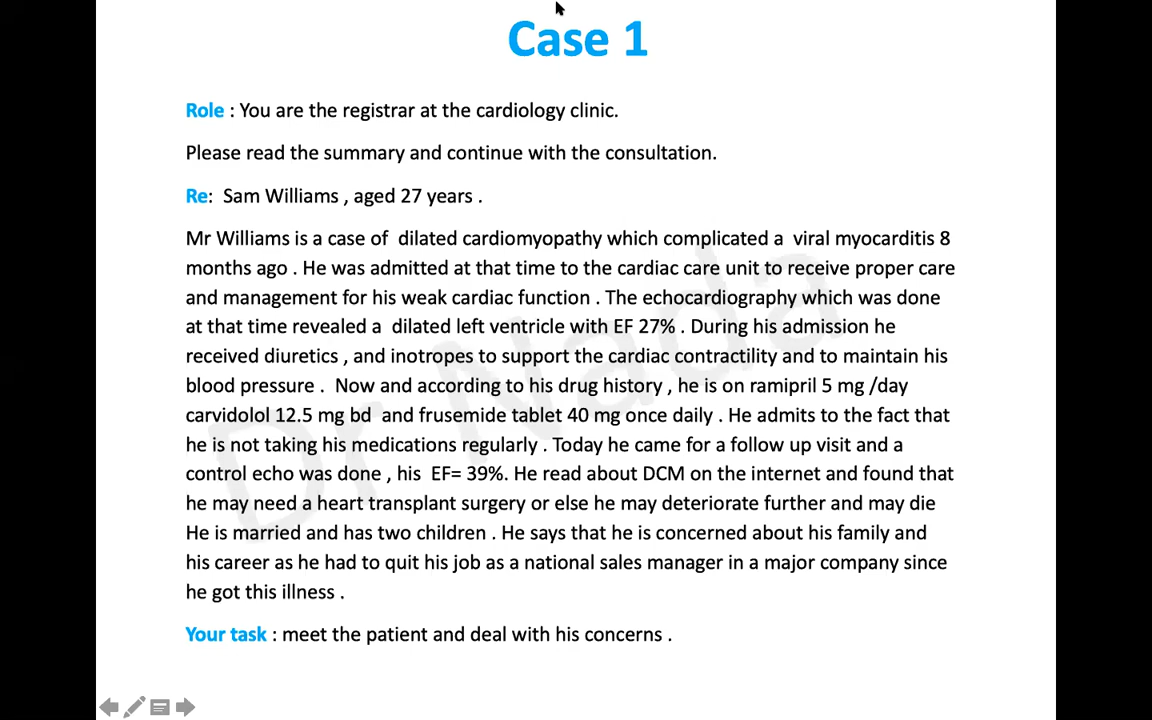 Case 1
Role : You are the registrar at the cardiology clinic.
Please read the summary and continue with the consultation.
Re: Sam Williams , aged 27 years .
Mr Williams is a case of dilated cardiomyopathy which complicated a viral myocarditis 8
months ago . He was admitted at that time to the cardiac care unit to receive proper care
and management for his weak cardiac function . The echocardiography which was done
at that time revealed a dilated left ventricle with EF 27% . During his admission he
received diuretics , and inotropes to support the cardiac contractility and to maintain his
blood pressure . Now and according to his drug history , he is on ramipril 5 mg /day
carvidolol 12.5 mg bd and frusemide tablet 40 mg once daily . He admits to the fact that
he is not taking his medications regularly . Today he came for a follow up visit and a
control echo was done , his EF= 39%. He read about DCM on the internet and found that
he may need a heart transplant surgery or else he may deteriorate further and may die
He is married and has two children . He says that he is concerned about his family and
his career as he had to quit his job as a national sales manager in a major company since
he got this illness .
Your task : meet the patient and deal with his concerns .
Dr Nada